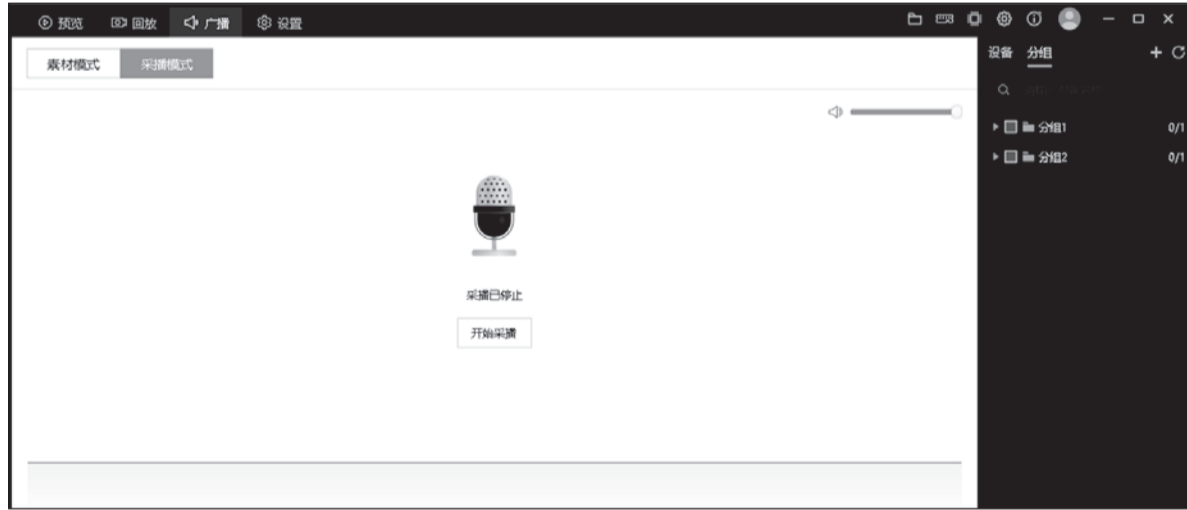 预览 回放 广播 设置
素材模式 采播模式
设备 分组
分组1 0/1
分组2 0/1
采播已停止
开始采播